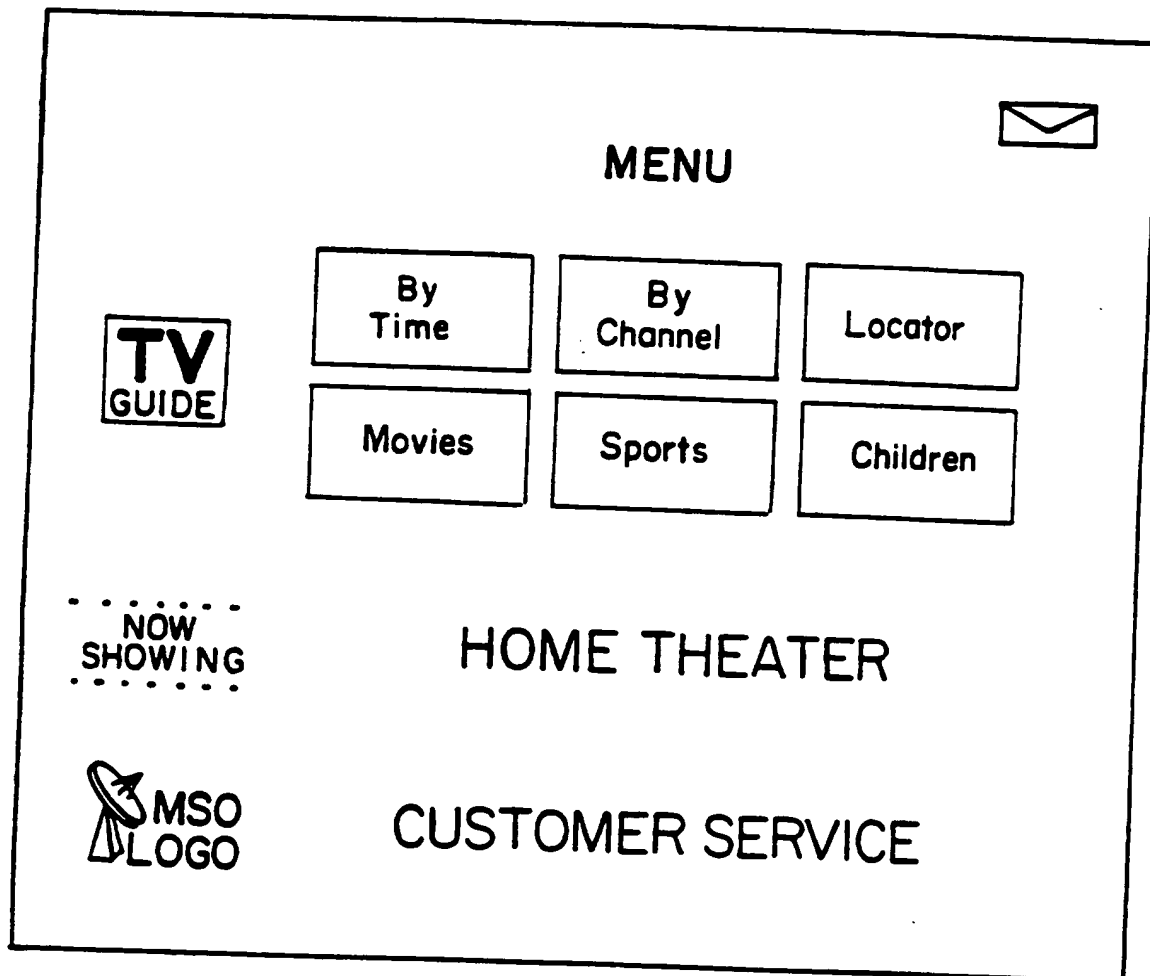 MENU
TV
GUIDE
By
Time
By
Channel
Locator
Movies
Sports
Children
NOW
SHOWING
HOME THEATER
MSO
LOGO
CUSTOMER SERVICE